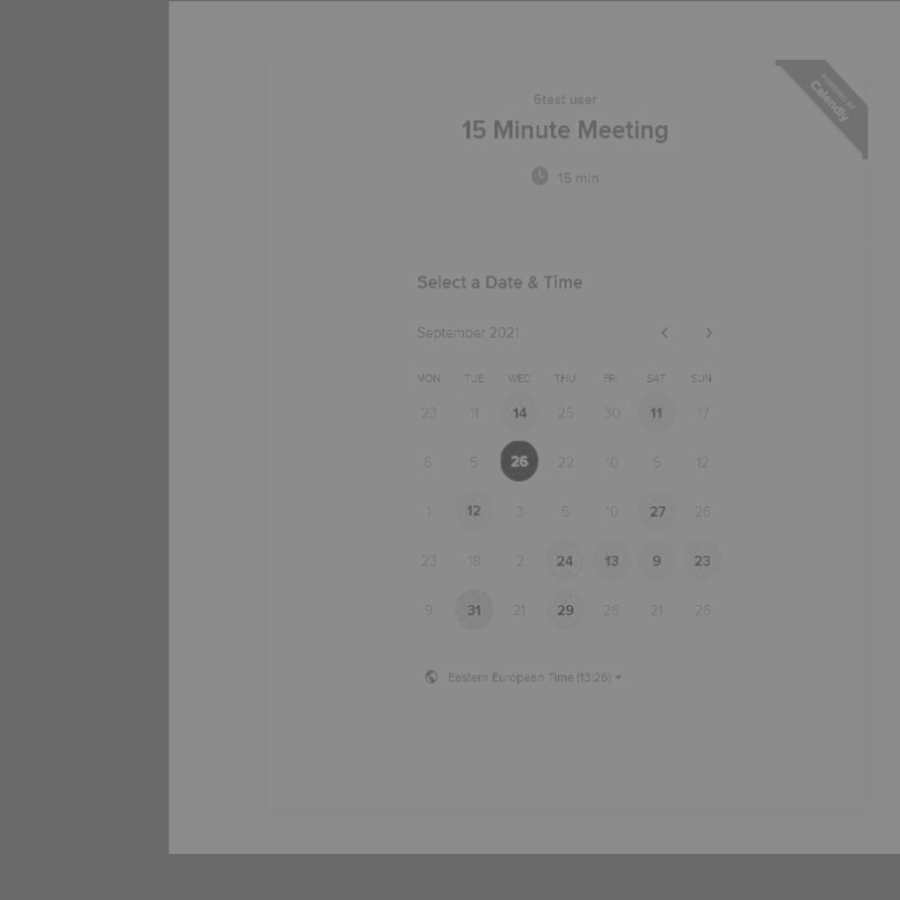 POWERED BY
Calendly
6test user
15 Minute Meeting
15 min
Select a Date & Time
September 2021
MON TUE WED THU FRI SAT SUN
23 11 14 25 30 11 17
6 5 26 22 10 5 12
1 12 3 5 10 27 26
23 18 2 24 13 9 23
9 31 21 29 26 21 26
Eestern Europeen Time (13:26)